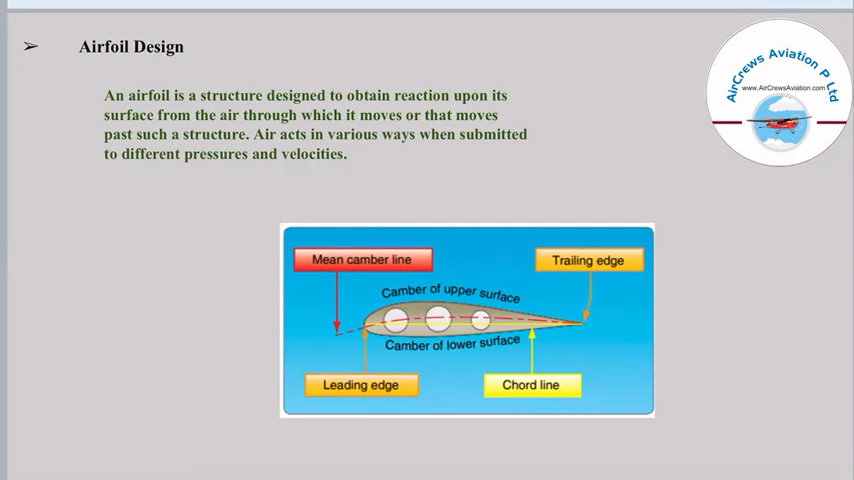 ➢ Airfoil Design
AirCrews Aviation P Ltd
www.AirCrewsAviation.com
An airfoil is a structure designed to obtain reaction upon its
surface from the air through which it moves or that moves
past such a structure. Air acts in various ways when submitted
to different pressures and velocities.
Mean camber line
Trailing edge
Camber of upper surface
Camber of lower surface
Leading edge
Chord line